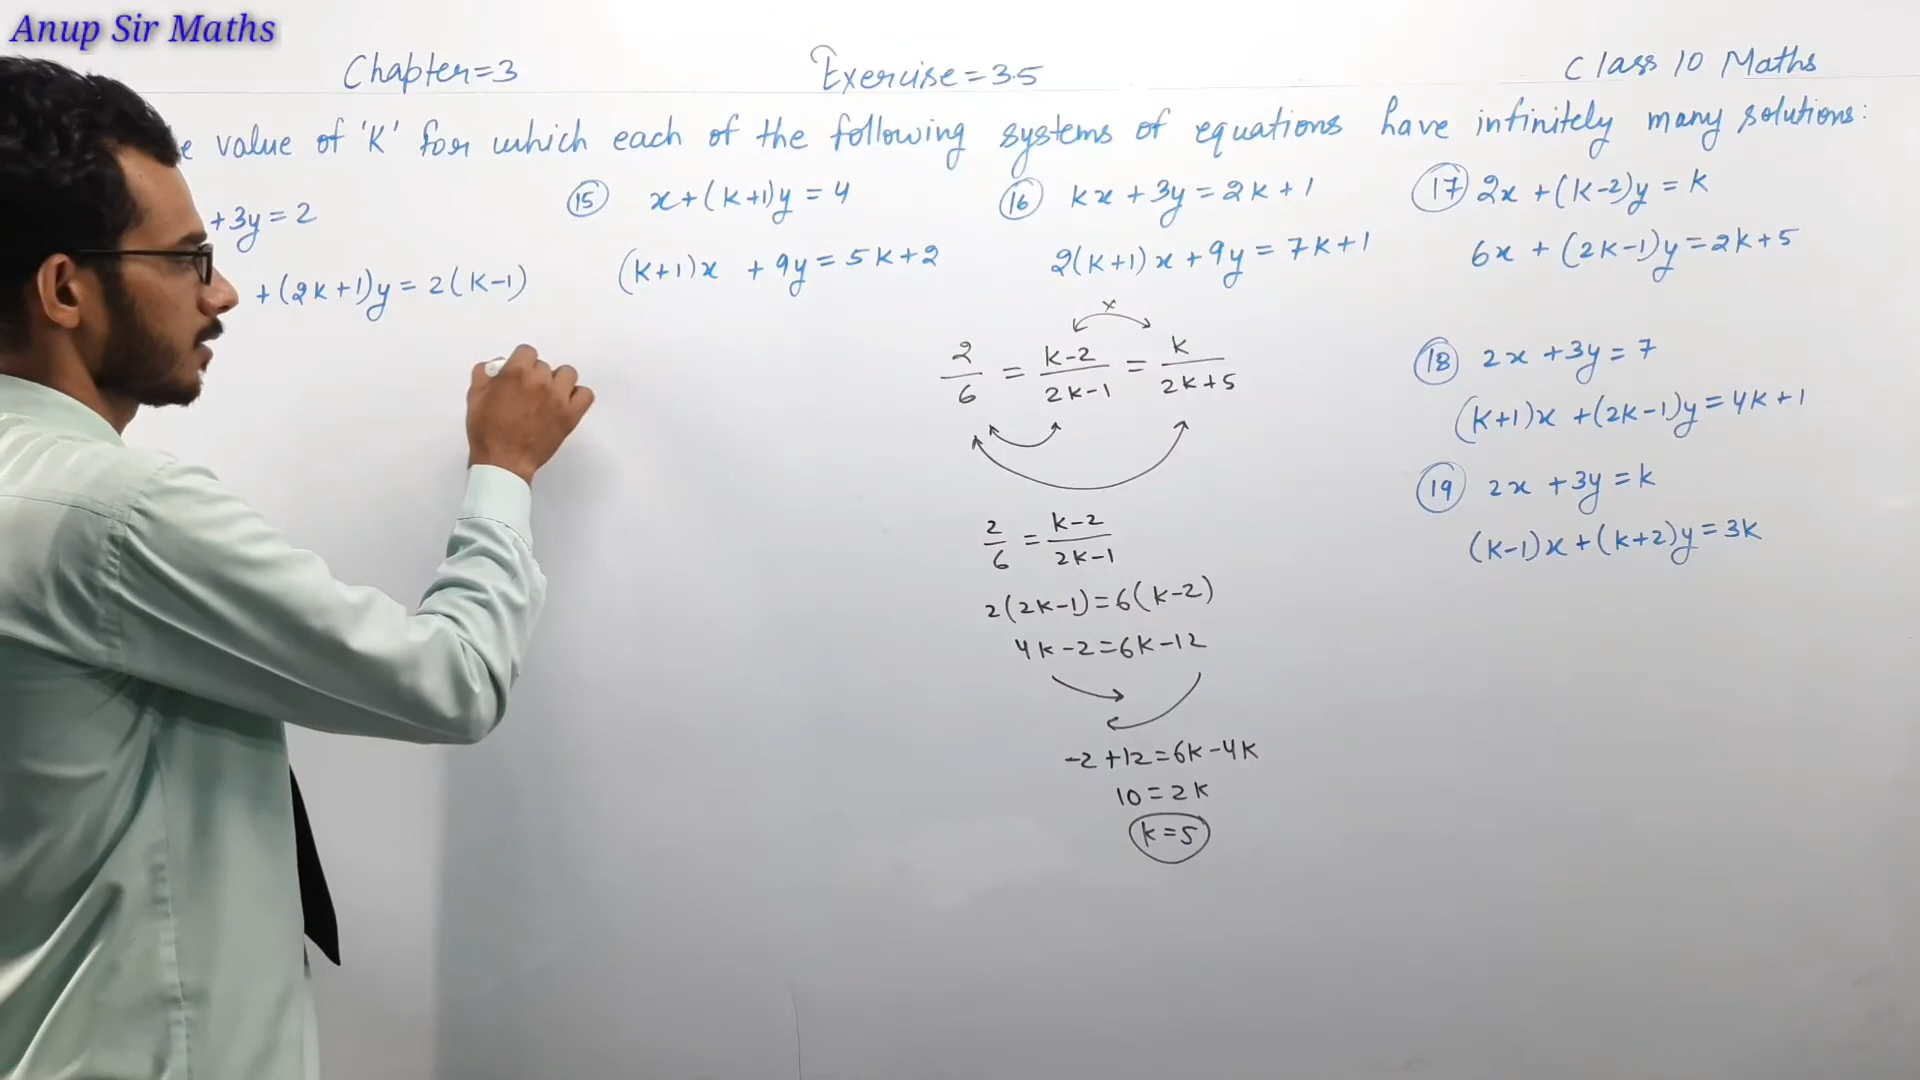 Anup Sir Maths
Chapter=3
Exercise=3.5
Class 10 Maths
value of 'K' for which each of the following systems of equations have infinitely many solutions:
+3y=2
+(2k+1)y=2(k-1)
15 x+(k+1)y=4
(k+1)x +9y=5k+2
16 kx+3y=2k+1
2(k+1)x+9y=7k+1
17 2x+(k-2)y=k
6x+(2k-1)y=2k+5
18 2x+3y=7
(k+1)x+(2k-1)y=4k+1
19 2x+3y=k
(k-1)x+(k+2)y=3k
x
2/6 = k-2/2k-1 = k/2k+5
2/6 = k-2/2k-1
2(2k-1)=6(k-2)
4k-2=6k-12
-2+12=6k-4k
10=2k
k=5